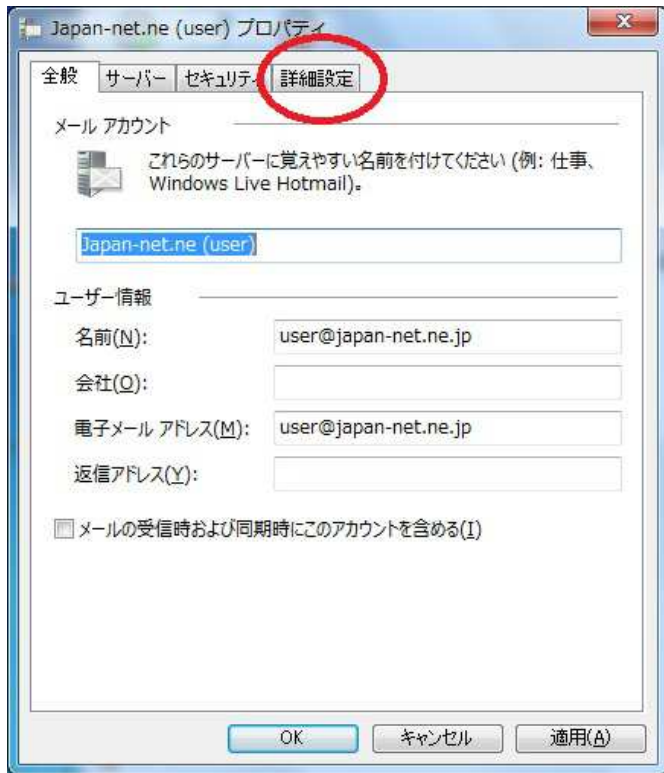 Japan-net.ne (user) プロパティ
全般 サーバー セキュリティ 詳細設定
メール アカウント
これらのサーバーに覚えやすい名前を付けてください (例: 仕事、
Windows Live Hotmail)。
Japan-net.ne (user)
ユーザー情報
名前(N): user@japan-net.ne.jp
会社(O):
電子メール アドレス(M): user@japan-net.ne.jp
返信アドレス(Y):
メールの受信時および同期時にこのアカウントを含める(I)
OK キャンセル 適用(A)